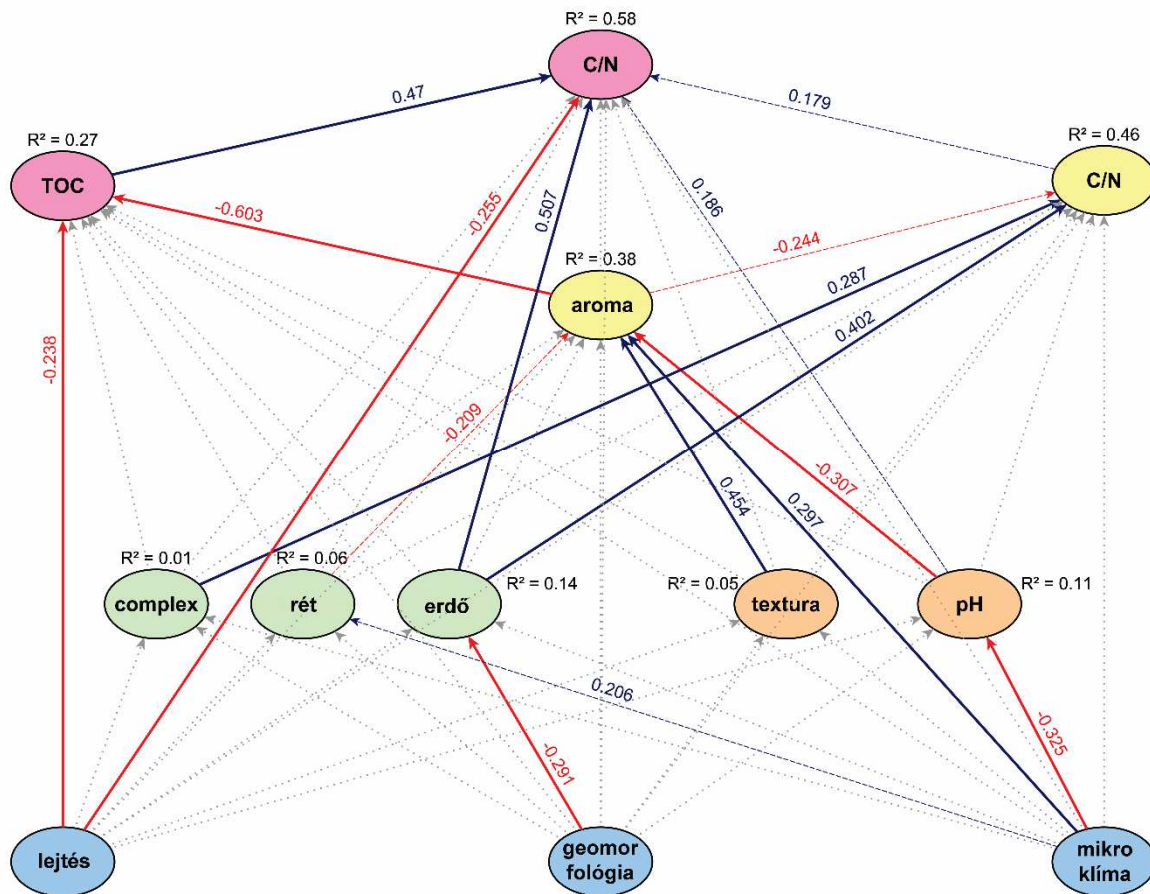 R² = 0.58
C/N
0.47
0.179
R² = 0.27
TOC
R² = 0.46
C/N
-0.603
-0.255
0.507
0.186
-0.244
R² = 0.38
aroma
0.287
0.402
-0.238
-0.209
0.454
0.297
-0.307
R² = 0.01
complex
R² = 0.06
rét
erdő
R² = 0.14
R² = 0.05
textura
pH
R² = 0.11
0.206
-0.291
-0.325
lejtés
geomor
fológia
mikro
klíma